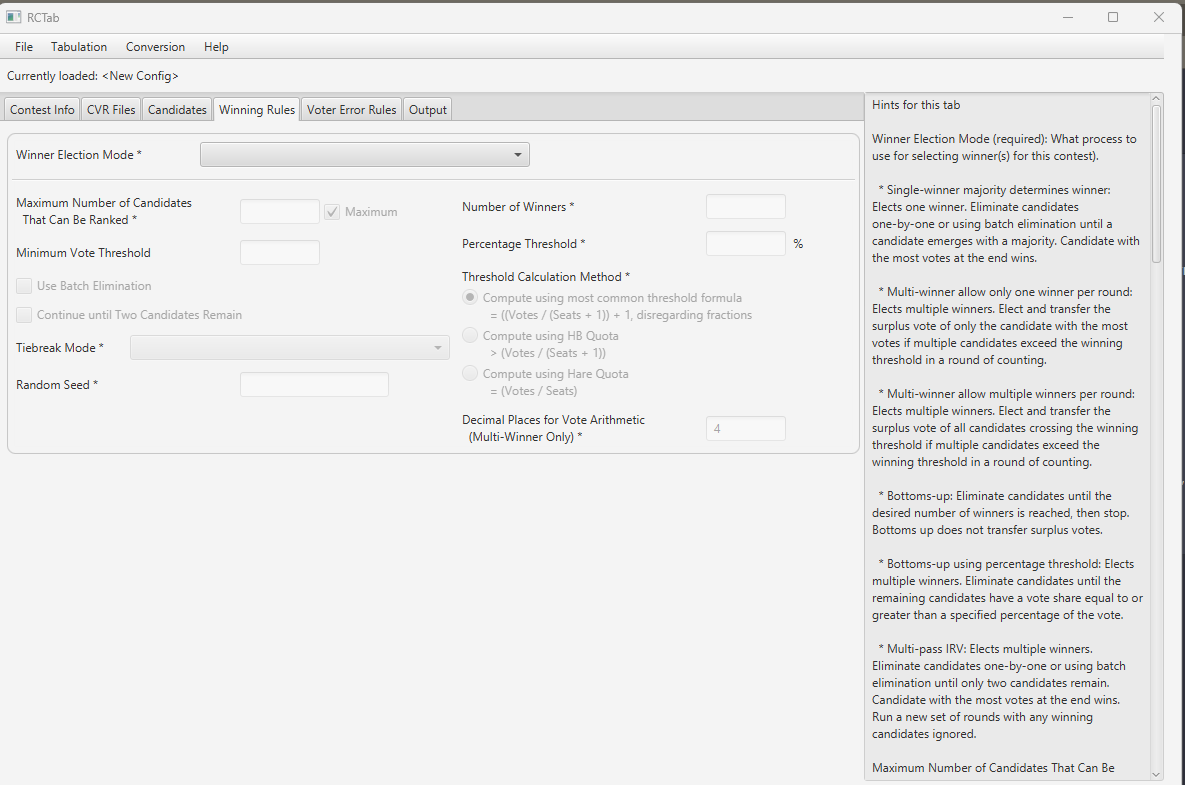 RCTab
File Tabulation Conversion Help
Currently loaded: <New Config>
Contest Info CVR Files Candidates Winning Rules Voter Error Rules Output
Winner Election Mode *
Maximum Number of Candidates
That Can Be Ranked *
Maximum
Minimum Vote Threshold
Use Batch Elimination
Continue until Two Candidates Remain
Tiebreak Mode *
Random Seed *
Number of Winners *
Percentage Threshold *
%
Threshold Calculation Method *
Compute using most common threshold formula
= ((Votes / (Seats + 1)) + 1, disregarding fractions
Compute using HB Quota
> (Votes / (Seats + 1))
Compute using Hare Quota
= (Votes / Seats)
Decimal Places for Vote Arithmetic
(Multi-Winner Only) *
4
Hints for this tab
Winner Election Mode (required): What process to
use for selecting winner(s) for this contest).
* Single-winner majority determines winner:
Elects one winner. Eliminate candidates
one-by-one or using batch elimination until a
candidate emerges with a majority. Candidate with
the most votes at the end wins.
* Multi-winner allow only one winner per round:
Elects multiple winners. Elect and transfer the
surplus vote of only the candidate with the most
votes if multiple candidates exceed the winning
threshold in a round of counting.
* Multi-winner allow multiple winners per round:
Elects multiple winners. Elect and transfer the
surplus vote of all candidates crossing the winning
threshold if multiple candidates exceed the
winning threshold in a round of counting.
* Bottoms-up: Eliminate candidates until the
desired number of winners is reached, then stop.
Bottoms up does not transfer surplus votes.
* Bottoms-up using percentage threshold: Elects
multiple winners. Eliminate candidates until the
remaining candidates have a vote share equal to or
greater than a specified percentage of the vote.
* Multi-pass IRV: Elects multiple winners.
Eliminate candidates one-by-one or using batch
elimination until only two candidates remain.
Candidate with the most votes at the end wins.
Run a new set of rounds with any winning
candidates ignored.
Maximum Number of Candidates That Can Be